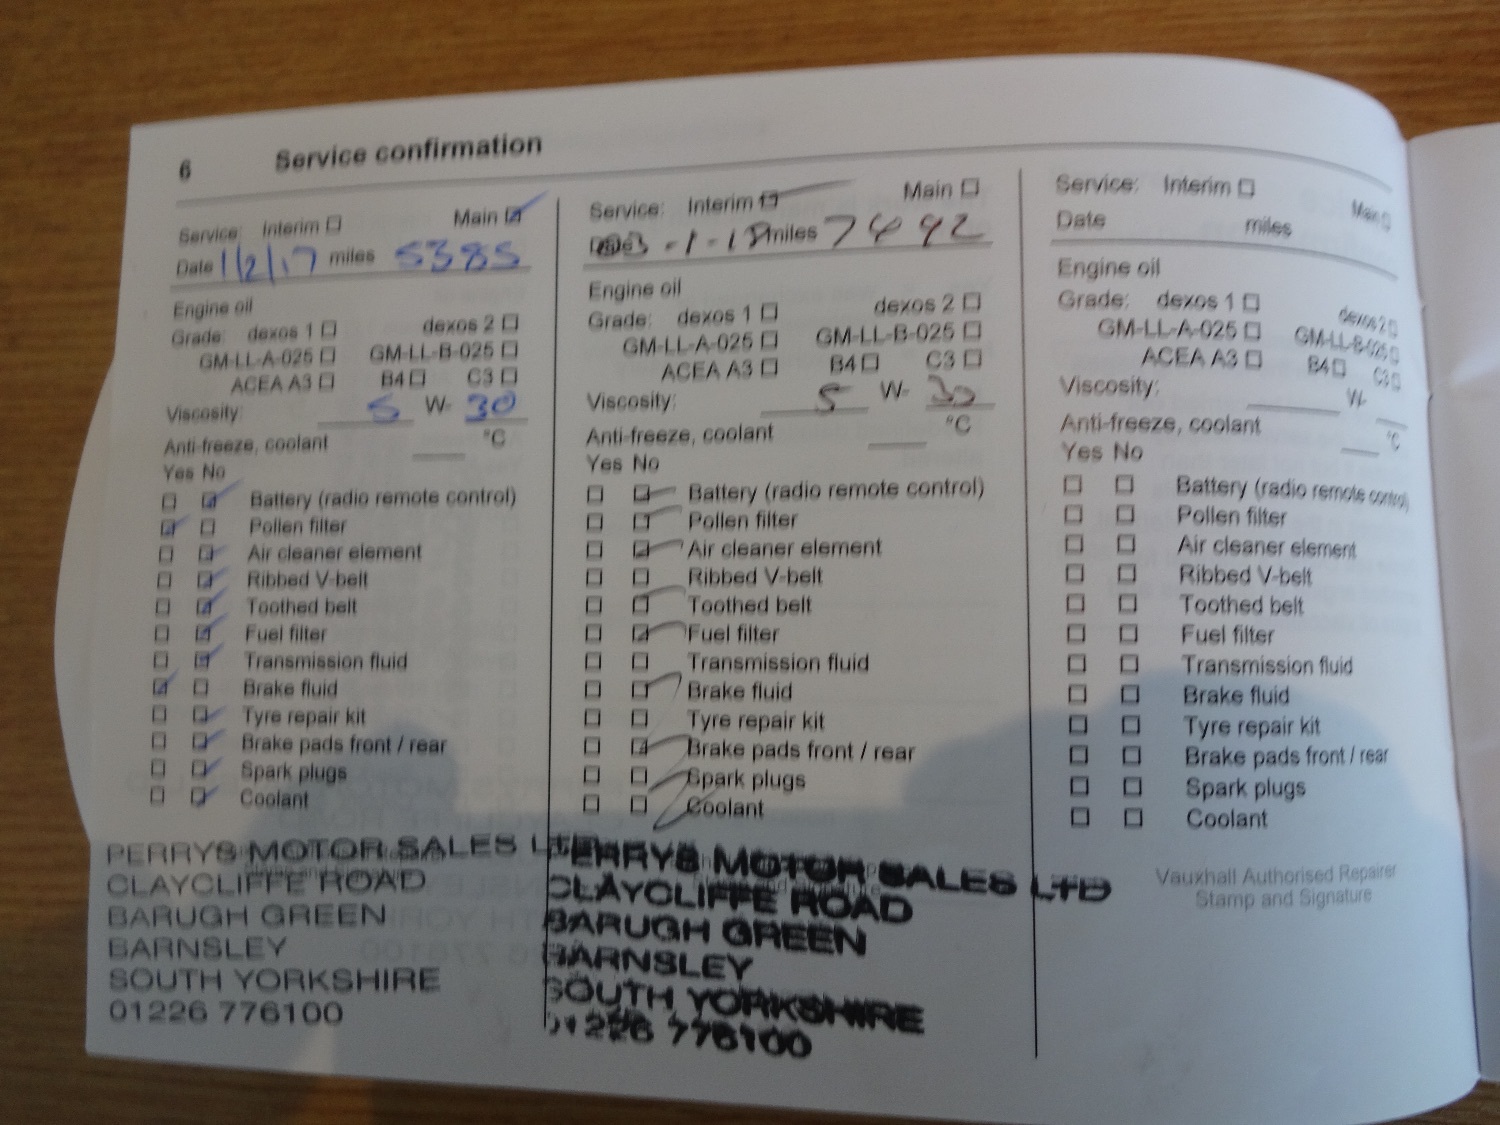 6 Service confirmation
Service: Interim Main
Date 1/2/17 miles 5385
Engine oil
Grade: dexos 1 dexos 2
GM-LL-A-025 GM-LL-B-025
ACEA A3 B4 C3
Viscosity: 5 W- 30
Anti-freeze, coolant °C
Yes No
Battery (radio remote control)
Pollen filter
Air cleaner element
Ribbed V-belt
Toothed belt
Fuel filter
Transmission fluid
Brake fluid
Tyre repair kit
Brake pads front / rear
Spark plugs
Coolant
PERRYS MOTOR SALES LTD
CLAYCLIFFE ROAD
BARUGH GREEN
BARNSLEY
SOUTH YORKSHIRE
01226 776100
Service: Interim Main
-1-18 miles 7492
Engine oil
Grade: dexos 1 dexos 2
GM-LL-A-025 GM-LL-B-025
ACEA A3 B4 C3
Viscosity: 5 W- 30
Anti-freeze, coolant °C
Yes No
Battery (radio remote control)
Pollen filter
Air cleaner element
Ribbed V-belt
Toothed belt
Fuel filter
Transmission fluid
Brake fluid
Tyre repair kit
Brake pads front / rear
Spark plugs
Coolant
PERRYS MOTOR SALES LTD
CLAYCLIFFE ROAD
BARUGH GREEN
BARNSLEY
SOUTH YORKSHIRE
01226 776100
Service: Interim Main
Date miles
Engine oil
Grade: dexos 1 dexos 2
GM-LL-A-025 GM-LL-B-025
ACEA A3 B4 C3
Viscosity: W-
Anti-freeze, coolant °C
Yes No
Battery (radio remote control)
Pollen filter
Air cleaner element
Ribbed V-belt
Toothed belt
Fuel filter
Transmission fluid
Brake fluid
Tyre repair kit
Brake pads front / rear
Spark plugs
Coolant
Vauxhall Authorised Repairer
Stamp and Signature